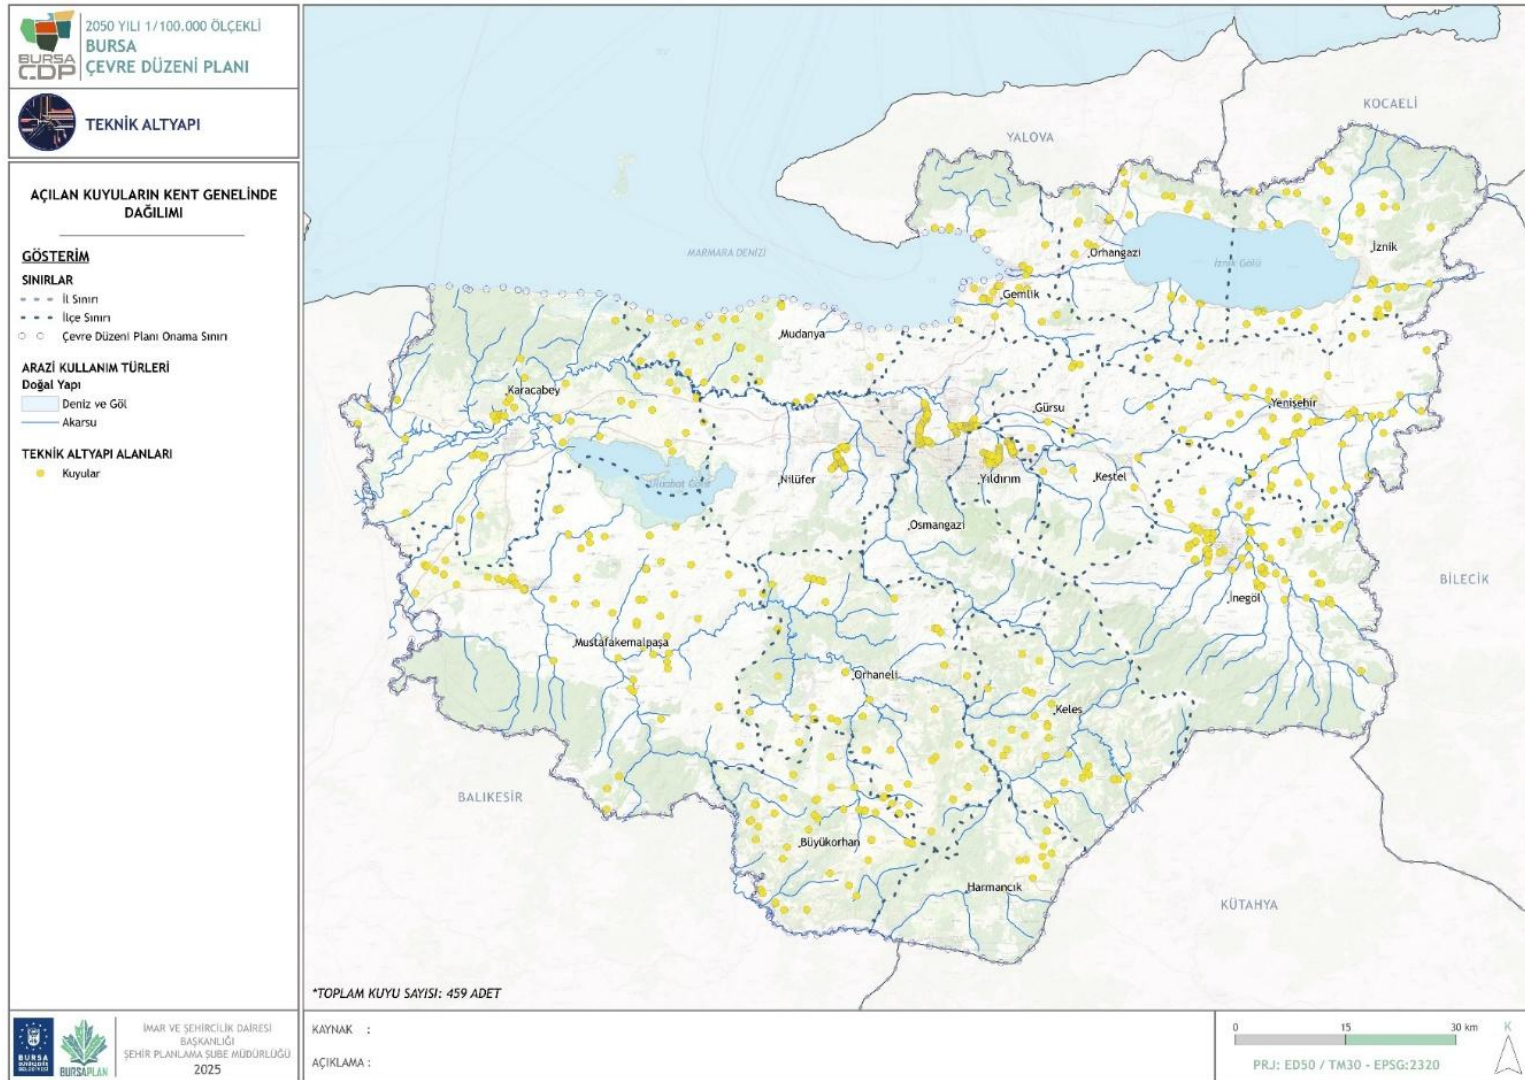 2050 YILI 1/100.000 ÖLÇEKLİ
BURSA
ÇEVRE DÜZENİ PLANI
BURSA
ÇDP
TEKNİK ALTYAPI
AÇILAN KUYULARIN KENT GENELİNDE
DAĞILIMI
GÖSTERİM
SINIRLAR
İl Sınırı
İlçe Sınırı
Çevre Düzeni Planı Onama Sınırı
ARAZİ KULLANIM TÜRLERİ
Doğal Yapı
Deniz ve Göl
Akarsu
TEKNİK ALTYAPI ALANLARI
Kuyular
KOCAELİ
YALOVA
MARMARA DENİZİ
İznik
Orhangazi
İznik Gölü
Gemlik
Mudanya
Karacabey
Gürsu
Yenişehir
Uluabat Gölü
Nilüfer
Yıldırım
Kestel
Osmangazi
BİLECİK
İnegöl
Mustafakemalpaşa
Orhaneli
Keles
BALIKESİR
Büyükorhan
Harmancık
KÜTAHYA
*TOPLAM KUYU SAYISI: 459 ADET
BURSA
BÜYÜKŞEHİR
BELEDİYESİ
BURSAPLAN
İMAR VE ŞEHİRCİLİK DAİRESİ
BAŞKANLIĞI
ŞEHİR PLANLAMA ŞUBE MÜDÜRLÜĞÜ
2025
KAYNAK :
AÇIKLAMA :
0 15 30 km
K
PRJ: ED50 / TM30 - EPSG:2320